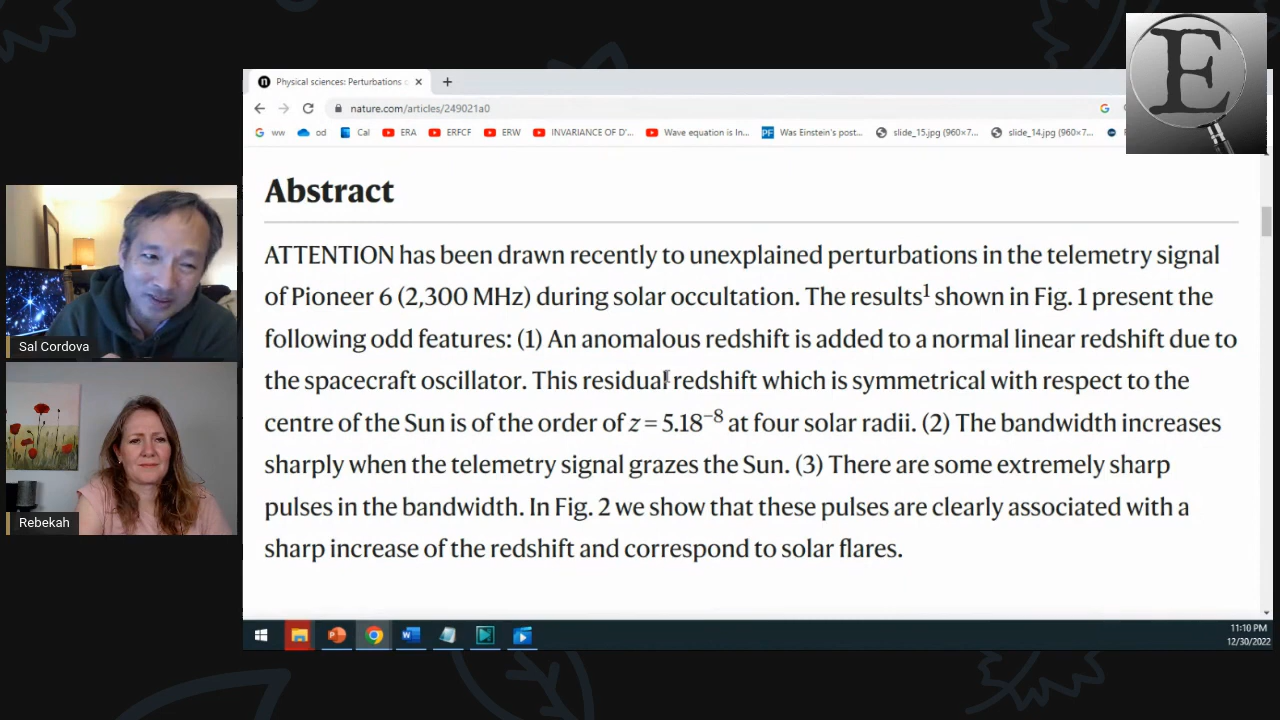 E
Physical sciences: Perturbations
nature.com/articles/249021a0
ww od Cal ERA ERFCF ERW INVARIANCE OF D'... Wave equation is In... PF Was Einstein's post... slide_15.jpg (960×7... slide_14.jpg (960×7...
Abstract
ATTENTION has been drawn recently to unexplained perturbations in the telemetry signal
of Pioneer 6 (2,300 MHz) during solar occultation. The results¹ shown in Fig. 1 present the
following odd features: (1) An anomalous redshift is added to a normal linear redshift due to
the spacecraft oscillator. This residual redshift which is symmetrical with respect to the
centre of the Sun is of the order of z = 5.18⁻⁸ at four solar radii. (2) The bandwidth increases
sharply when the telemetry signal grazes the Sun. (3) There are some extremely sharp
pulses in the bandwidth. In Fig. 2 we show that these pulses are clearly associated with a
sharp increase of the redshift and correspond to solar flares.
Sal Cordova
Rebekah
11:10 PM
12/30/2022